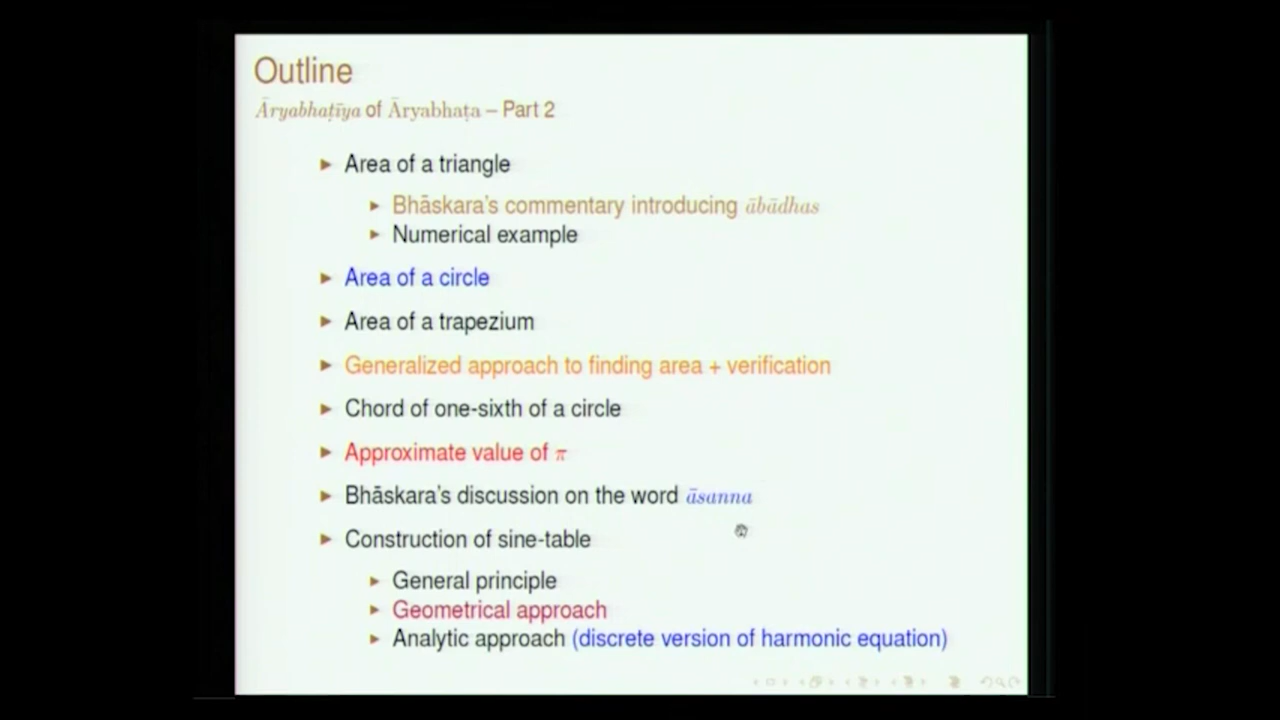 Outline
Āryabhaṭīya of Āryabhaṭa – Part 2
Area of a triangle
Bhāskara's commentary introducing ābādhas
Numerical example
Area of a circle
Area of a trapezium
Generalized approach to finding area + verification
Chord of one-sixth of a circle
Approximate value of π
Bhāskara's discussion on the word āsanna
Construction of sine-table
General principle
Geometrical approach
Analytic approach (discrete version of harmonic equation)